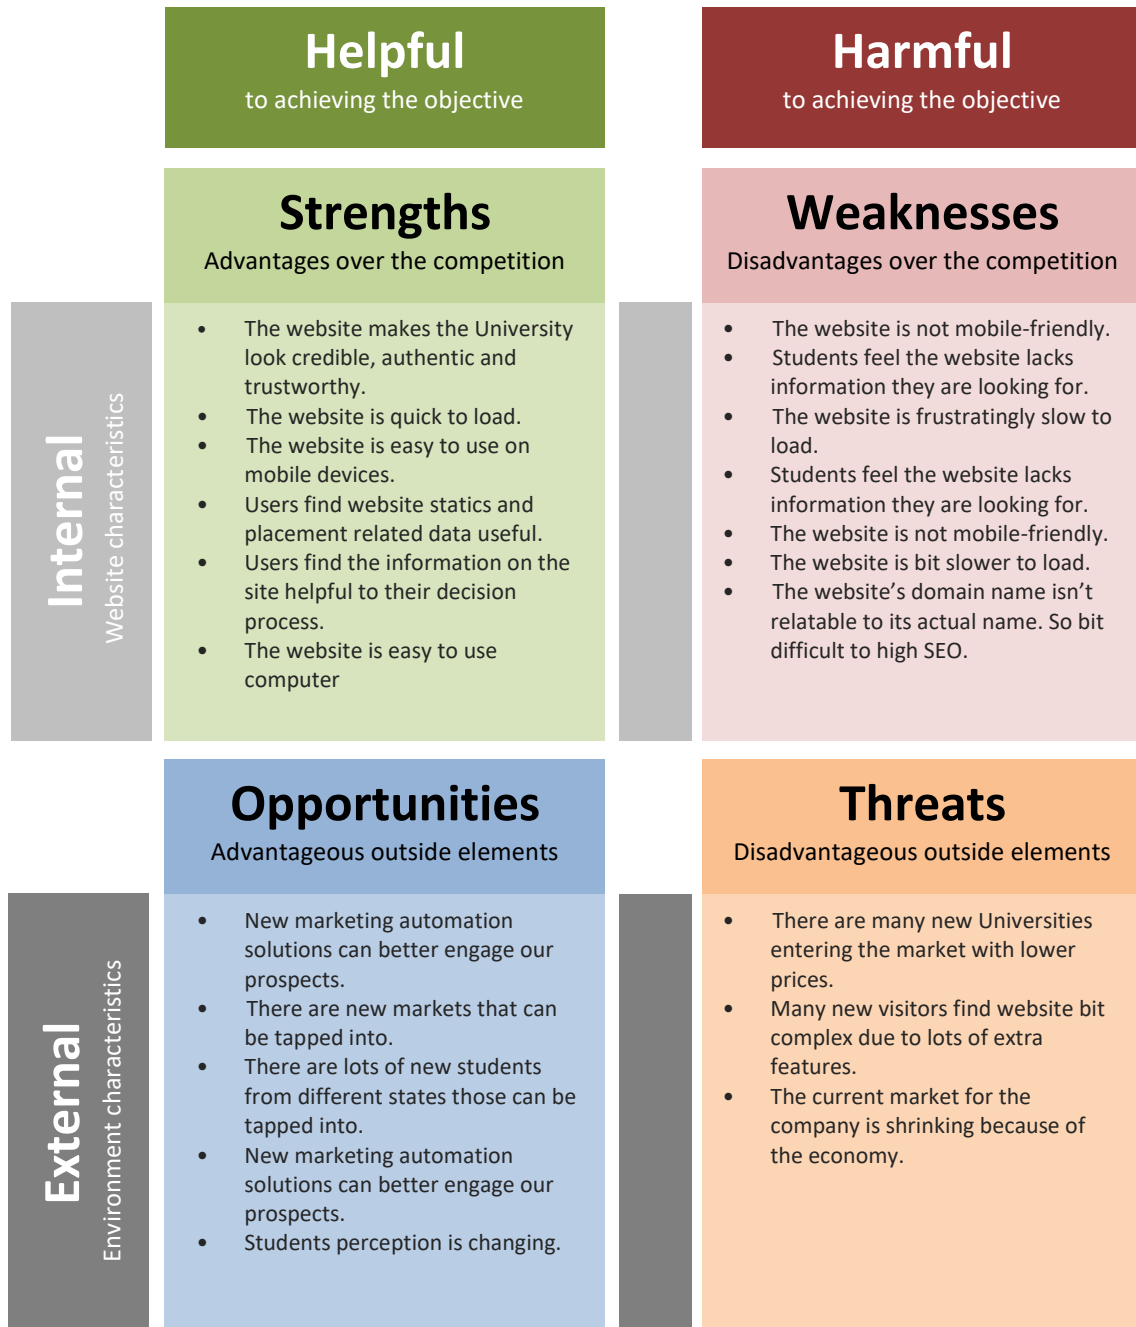 Helpful
to achieving the objective
Harmful
to achieving the objective
Strengths
Advantages over the competition
Weaknesses
Disadvantages over the competition
Internal
Website characteristics
• The website makes the University
look credible, authentic and
trustworthy.
• The website is quick to load.
• The website is easy to use on
mobile devices.
• Users find website statics and
placement related data useful.
• Users find the information on the
site helpful to their decision
process.
• The website is easy to use
computer
• The website is not mobile-friendly.
• Students feel the website lacks
information they are looking for.
• The website is frustratingly slow to
load.
• Students feel the website lacks
information they are looking for.
• The website is not mobile-friendly.
• The website is bit slower to load.
• The website’s domain name isn’t
relatable to its actual name. So bit
difficult to high SEO.
Opportunities
Advantageous outside elements
Threats
Disadvantageous outside elements
External
Environment characteristics
• New marketing automation
solutions can better engage our
prospects.
• There are new markets that can
be tapped into.
• There are lots of new students
from different states those can be
tapped into.
• New marketing automation
solutions can better engage our
prospects.
• Students perception is changing.
• There are many new Universities
entering the market with lower
prices.
• Many new visitors find website bit
complex due to lots of extra
features.
• The current market for the
company is shrinking because of
the economy.